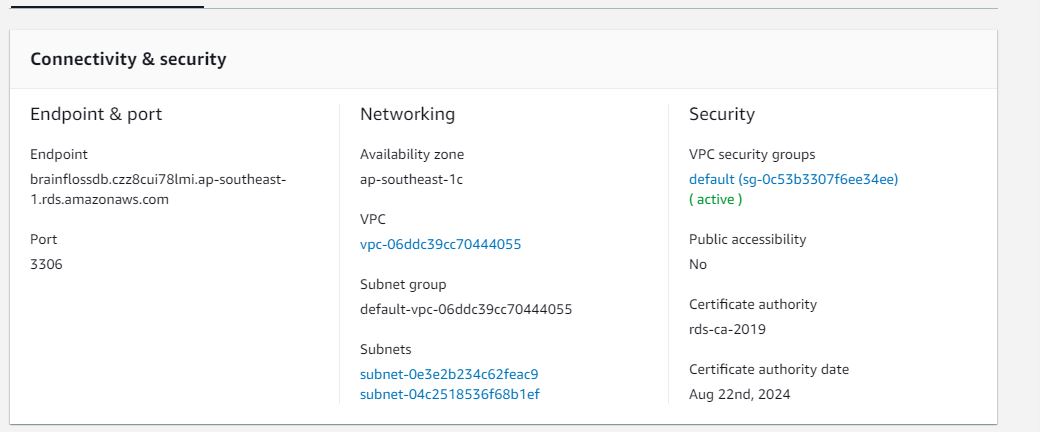 Connectivity & security
Endpoint & port
Endpoint
brainflossdb.czz8cui78lmi.ap-southeast-
1.rds.amazonaws.com
Port
3306
Networking
Availability zone
ap-southeast-1c
VPC
vpc-06ddc39cc70444055
Subnet group
default-vpc-06ddc39cc70444055
Subnets
subnet-0e3e2b234c62feac9
subnet-04c2518536f68b1ef
Security
VPC security groups
default (sg-0c53b3307f6ee34ee)
( active )
Public accessibility
No
Certificate authority
rds-ca-2019
Certificate authority date
Aug 22nd, 2024